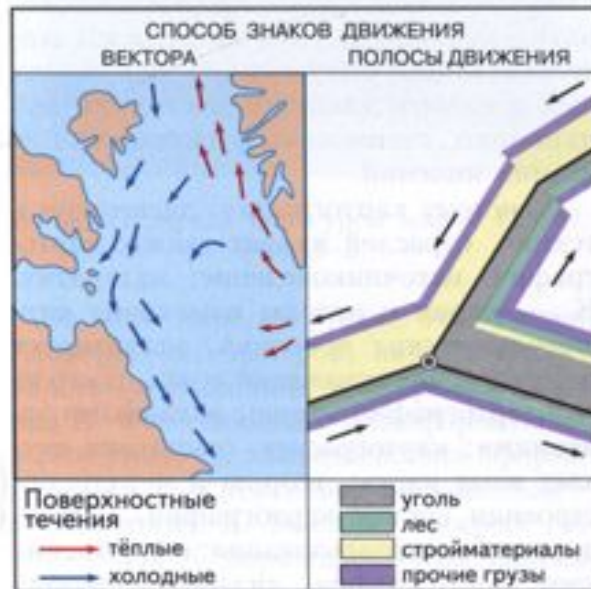 СПОСОБ ЗНАКОВ ДВИЖЕНИЯ
ВЕКТОРА
ПОЛОСЫ ДВИЖЕНИЯ
Поверхностные
течения
тёплые
холодные
уголь
лес
стройматериалы
прочие грузы